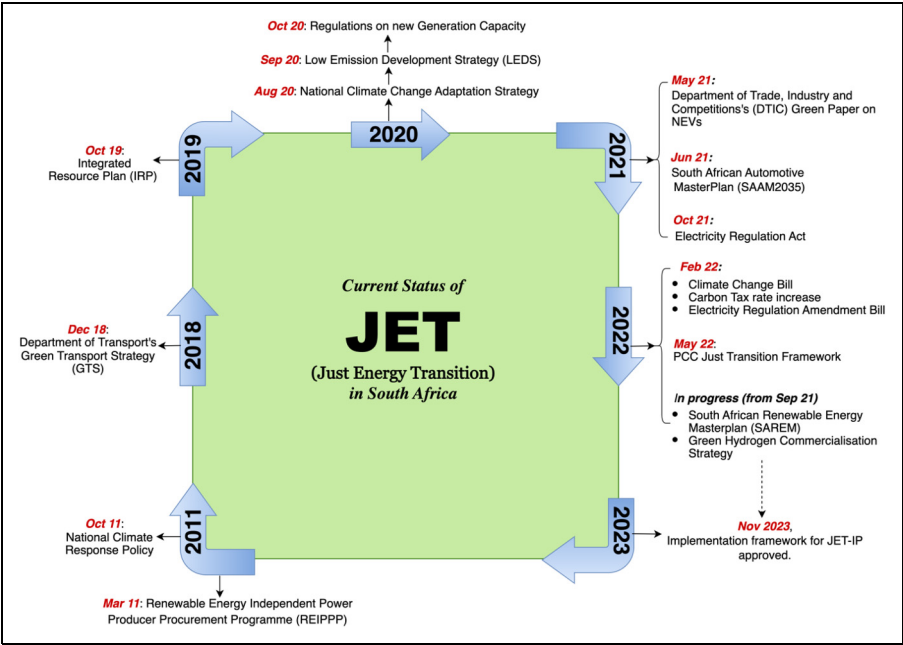 Oct 20: Regulations on new Generation Capacity
Sep 20: Low Emission Development Strategy (LEDS)
Aug 20: National Climate Change Adaptation Strategy
2020
2019
Oct 19:
Integrated
Resource Plan (IRP)
2021
May 21:
Department of Trade, Industry and
Competitions's (DTIC) Green Paper on
NEVs
Jun 21:
South African Automotive
MasterPlan (SAAM2035)
Oct 21:
Electricity Regulation Act
Current Status of
JET
(Just Energy Transition)
in South Africa
2022
Feb 22:
• Climate Change Bill
• Carbon Tax rate increase
• Electricity Regulation Amendment Bill
May 22:
PCC Just Transition Framework
In progress (from Sep 21)
• South African Renewable Energy
Masterplan (SAREM)
• Green Hydrogen Commercialisation
Strategy
2018
Dec 18:
Department of Transport's
Green Transport Strategy
(GTS)
2011
Oct 11:
National Climate
Response Policy
Mar 11: Renewable Energy Independent Power
Producer Procurement Programme (REIPPP)
2023
Nov 2023,
Implementation framework for JET-IP
approved.